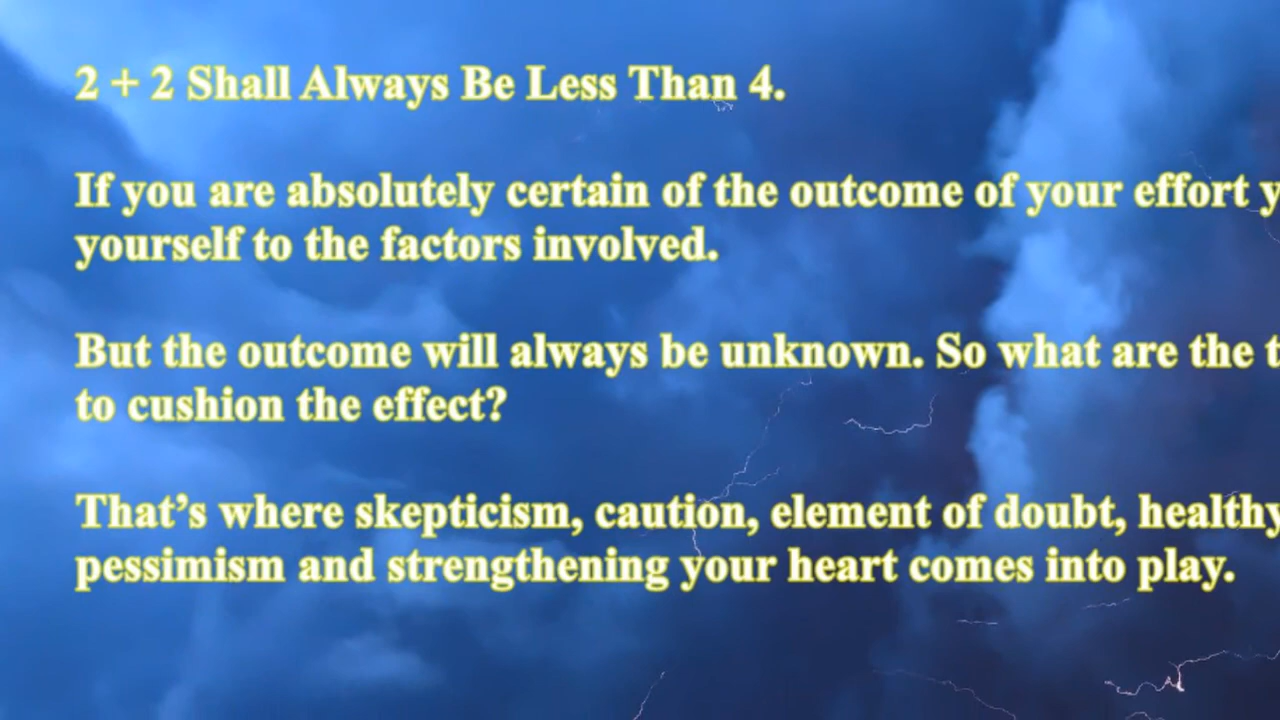 2 + 2 Shall Always Be Less Than 4.
If you are absolutely certain of the outcome of your effort
yourself to the factors involved.
But the outcome will always be unknown. So what are the
to cushion the effect?
That’s where skepticism, caution, element of doubt, healthy
pessimism and strengthening your heart comes into play.